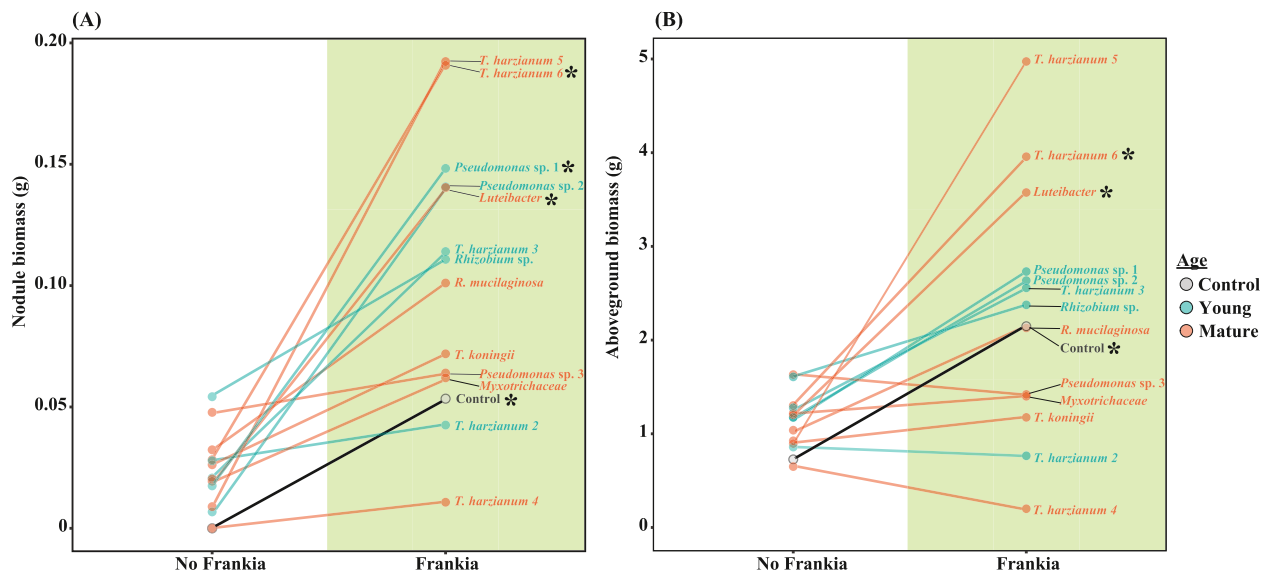 (A)
Nodule biomass (g)
0.20
0.15
0.10
0.05
0
T. harzianum 5
T. harzianum 6 *
Pseudomonas sp. 1 *
Pseudomonas sp. 2
Luteibacter *
T. harzianum 3
Rhizobium sp.
R. mucilaginosa
T. koningii
Pseudomonas sp. 3
Myxotrichaceae
Control *
T. harzianum 2
T. harzianum 4
No Frankia
Frankia
(B)
Aboveground biomass (g)
5
4
3
2
1
0
T. harzianum 5
T. harzianum 6 *
Luteibacter *
Pseudomonas sp. 1
Pseudomonas sp. 2
T. harzianum 3
Rhizobium sp.
R. mucilaginosa
Control *
Pseudomonas sp. 3
Myxotrichaceae
T. koningii
T. harzianum 2
T. harzianum 4
No Frankia
Frankia
Age
Control
Young
Mature